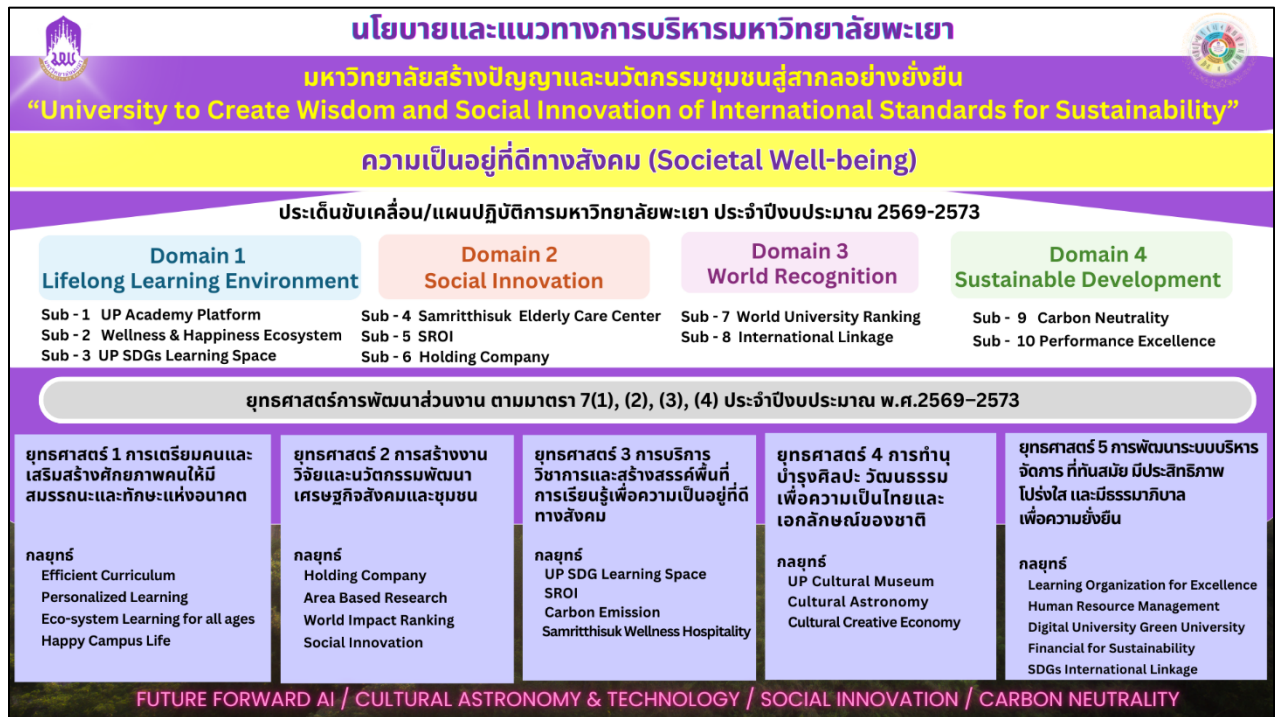 นโยบายและแนวทางการบริหารมหาวิทยาลัยพะเยา
มหาวิทยาลัยสร้างปัญญาและนวัตกรรมชุมชนสู่สากลอย่างยั่งยืน
“University to Create Wisdom and Social Innovation of International Standards for Sustainability”
ความเป็นอยู่ที่ดีทางสังคม (Societal Well-being)
ประเด็นขับเคลื่อน/แผนปฏิบัติการมหาวิทยาลัยพะเยา ประจำปีงบประมาณ 2569-2573
Domain 1
Lifelong Learning Environment
Sub - 1 UP Academy Platform
Sub - 2 Wellness & Happiness Ecosystem
Sub - 3 UP SDGs Learning Space
Domain 2
Social Innovation
Sub - 4 Samritthisuk Elderly Care Center
Sub - 5 SROI
Sub - 6 Holding Company
Domain 3
World Recognition
Sub - 7 World University Ranking
Sub - 8 International Linkage
Domain 4
Sustainable Development
Sub - 9 Carbon Neutrality
Sub - 10 Performance Excellence
ยุทธศาสตร์การพัฒนาส่วนงาน ตามมาตรา 7(1), (2), (3), (4) ประจำปีงบประมาณ พ.ศ.2569–2573
ยุทธศาสตร์ 1 การเตรียมคนและ
เสริมสร้างศักยภาพคนให้มี
สมรรถนะและทักษะแห่งอนาคต
กลยุทธ์
Efficient Curriculum
Personalized Learning
Eco-system Learning for all ages
Happy Campus Life
ยุทธศาสตร์ 2 การสร้างงาน
วิจัยและนวัตกรรมพัฒนา
เศรษฐกิจสังคมและชุมชน
กลยุทธ์
Holding Company
Area Based Research
World Impact Ranking
Social Innovation
ยุทธศาสตร์ 3 การบริการ
วิชาการและสร้างสรรค์พื้นที่
การเรียนรู้เพื่อความเป็นอยู่ที่ดี
ทางสังคม
กลยุทธ์
UP SDG Learning Space
SROI
Carbon Emission
Samritthisuk Wellness Hospitality
ยุทธศาสตร์ 4 การทำนุ
บำรุงศิลปะ วัฒนธรรม
เพื่อความเป็นไทยและ
เอกลักษณ์ของชาติ
กลยุทธ์
UP Cultural Museum
Cultural Astronomy
Cultural Creative Economy
ยุทธศาสตร์ 5 การพัฒนาระบบบริหาร
จัดการ ที่ทันสมัย มีประสิทธิภาพ
โปร่งใส และมีธรรมาภิบาล
เพื่อความยั่งยืน
กลยุทธ์
Learning Organization for Excellence
Human Resource Management
Digital University Green University
Financial for Sustainability
SDGs International Linkage
FUTURE FORWARD AI / CULTURAL ASTRONOMY & TECHNOLOGY / SOCIAL INNOVATION / CARBON NEUTRALITY